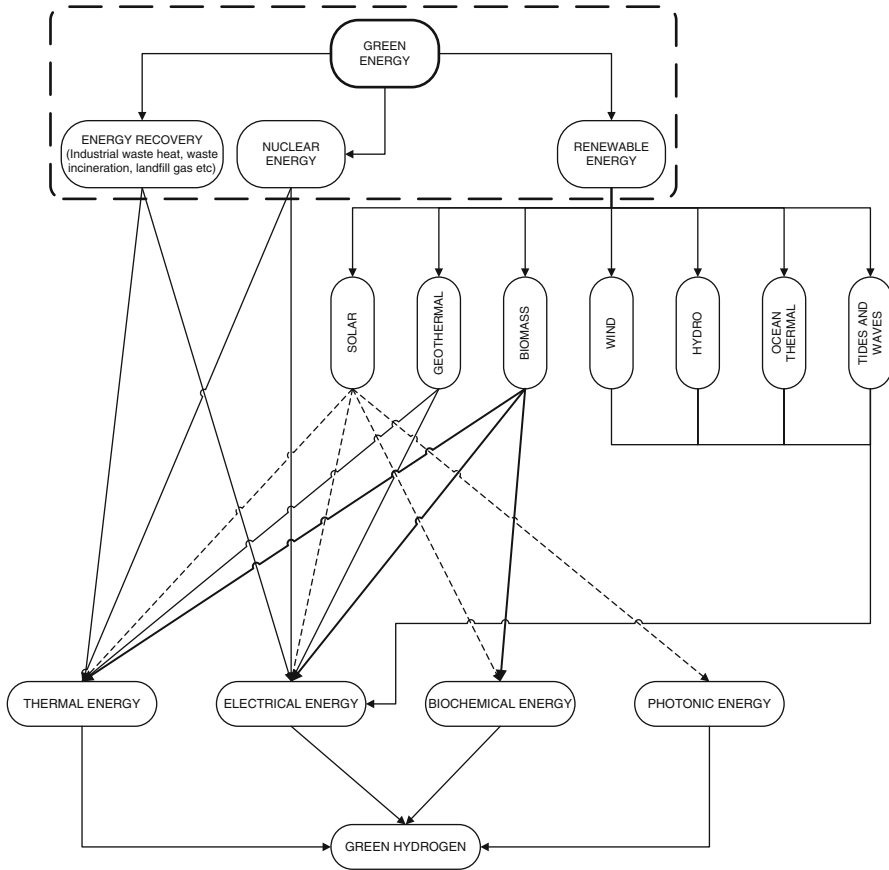 GREEN
ENERGY
ENERGY RECOVERY
(Industrial waste heat, waste
incineration, landfill gas etc)
NUCLEAR
ENERGY
RENEWABLE
ENERGY
SOLAR
GEOTHERMAL
BIOMASS
WIND
HYDRO
OCEAN
THERMAL
TIDES AND
WAVES
THERMAL ENERGY
ELECTRICAL ENERGY
BIOCHEMICAL ENERGY
PHOTONIC ENERGY
GREEN HYDROGEN